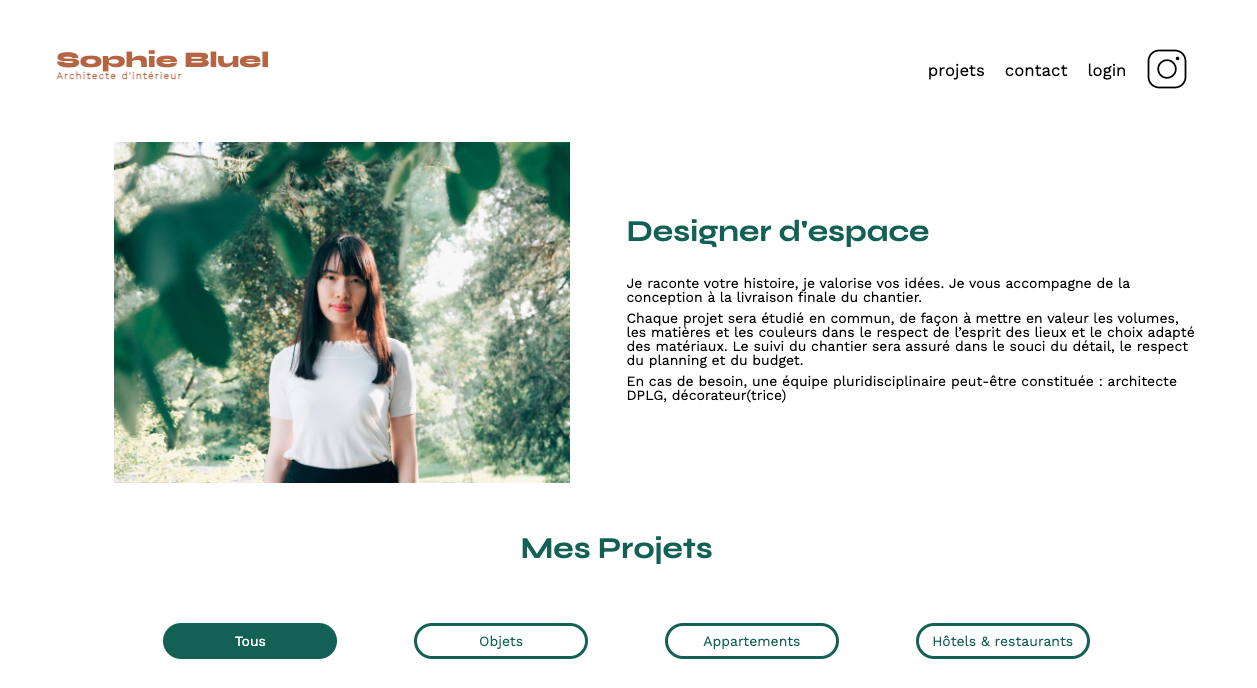 Sophie Bluel
Architecte d'intérieur
projets
contact
login
Designer d'espace
Je raconte votre histoire, je valorise vos idées. Je vous accompagne de la
conception à la livraison finale du chantier.
Chaque projet sera étudié en commun, de façon à mettre en valeur les volumes,
les matières et les couleurs dans le respect de l’esprit des lieux et le choix adapté
des matériaux. Le suivi du chantier sera assuré dans le souci du détail, le respect
du planning et du budget.
En cas de besoin, une équipe pluridisciplinaire peut-être constituée : architecte
DPLG, décorateur(trice)
Mes Projets
Tous
Objets
Appartements
Hôtels & restaurants